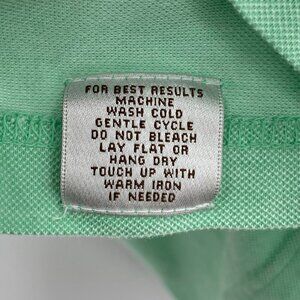 FOR BEST RESULTS
MACHINE
WASH COLD
GENTLE CYCLE
DO NOT BLEACH
LAY FLAT OR
HANG DRY
TOUCH UP WITH
WARM IRON
IF NEEDED